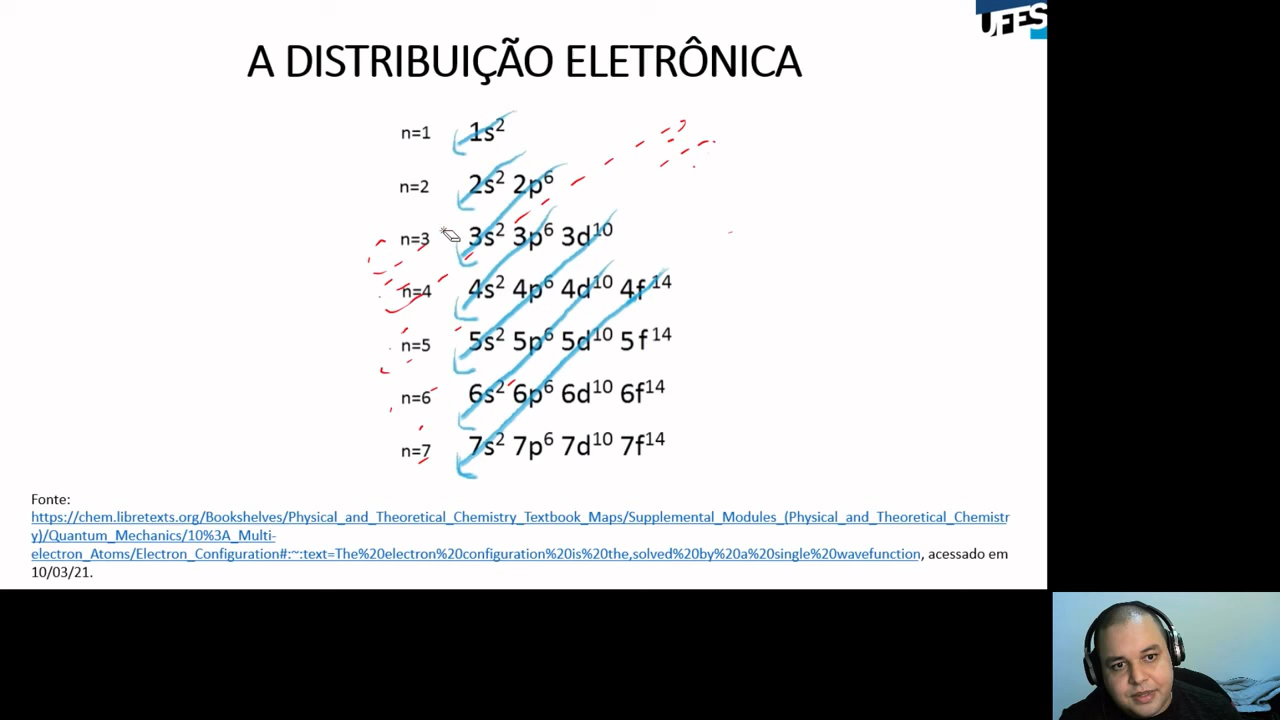 UFES
A DISTRIBUIÇÃO ELETRÔNICA
n=1 1s² 
n=2 2s² 2p⁶
n=3 3s² 3p⁶ 3d¹⁰
n=4 4s² 4p⁶ 4d¹⁰ 4f¹⁴
n=5 5s² 5p⁶ 5d¹⁰ 5f¹⁴
n=6 6s² 6p⁶ 6d¹⁰ 6f¹⁴
n=7 7s² 7p⁶ 7d¹⁰ 7f¹⁴
Fonte:
https://chem.libretexts.org/Bookshelves/Physical_and_Theoretical_Chemistry_Textbook_Maps/Supplemental_Modules_(Physical_and_Theoretical_Chemistr
y)/Quantum_Mechanics/10%3A_Multi-
electron_Atoms/Electron_Configuration#:~:text=The%20electron%20configuration%20is%20the,solved%20by%20a%20single%20wavefunction, acessado em
10/03/21.